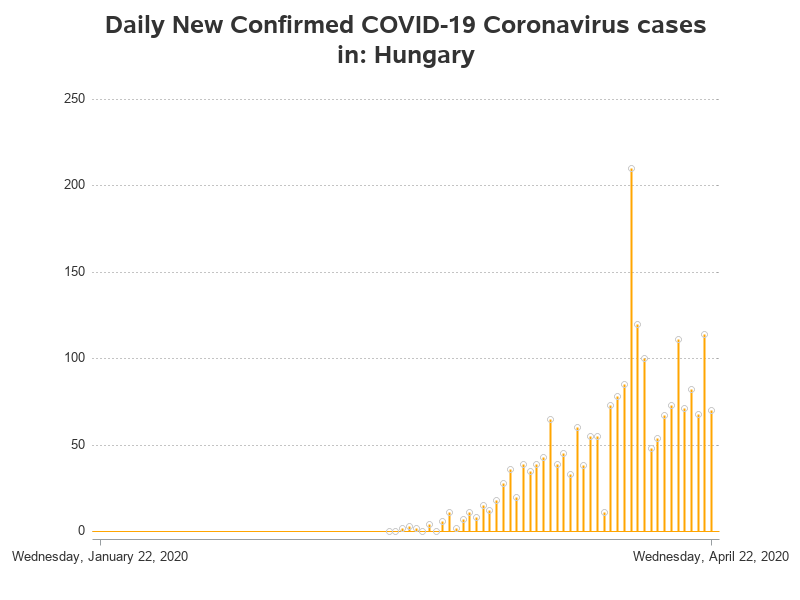 Daily New Confirmed COVID-19 Coronavirus cases
in: Hungary
250
200
150
100
50
0
Wednesday, January 22, 2020
Wednesday, April 22, 2020